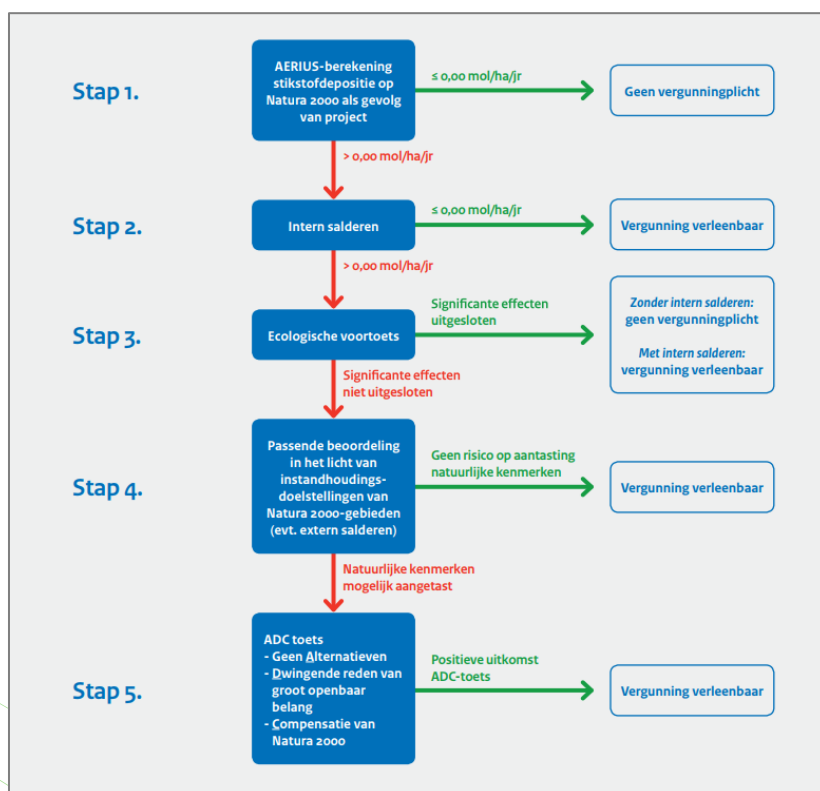 Stap 1.
AERIUS-berekening
stikstofdepositie op
Natura 2000 als gevolg
van project
≤ 0,00 mol/ha/jr
Geen vergunningplicht
> 0,00 mol/ha/jr
Stap 2.
Intern salderen
≤ 0,00 mol/ha/jr
Vergunning verleenbaar
> 0,00 mol/ha/jr
Stap 3.
Ecologische voortoets
Significante effecten
uitgesloten
Zonder intern salderen:
geen vergunningplicht
Met intern salderen:
vergunning verleenbaar
Significante effecten
niet uitgesloten
Stap 4.
Passende beoordeling
in het licht van
instandhoudings-
doelstellingen van
Natura 2000-gebieden
(evt. extern salderen)
Geen risico op aantasting
natuurlijke kenmerken
Vergunning verleenbaar
Natuurlijke kenmerken
mogelijk aangetast
Stap 5.
ADC toets
- Geen Alternatieven
- Dwingende reden van
groot openbaar
belang
- Compensatie van
Natura 2000
Positieve uitkomst
ADC-toets
Vergunning verleenbaar